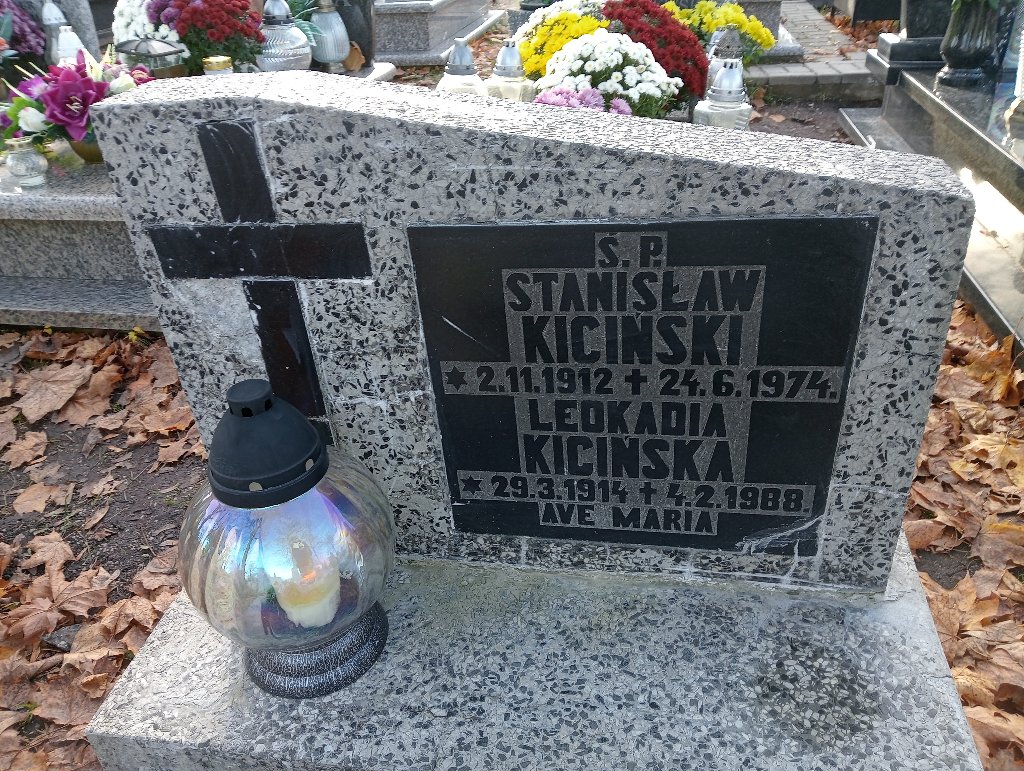 Ś. P.
STANISŁAW
KICIŃSKI
* 2.11.1912 ✝ 24.6.1974.
LEOKADIA
KICIŃSKA
* 29.3.1914 ✝ 4.2.1988.
AVE MARIA